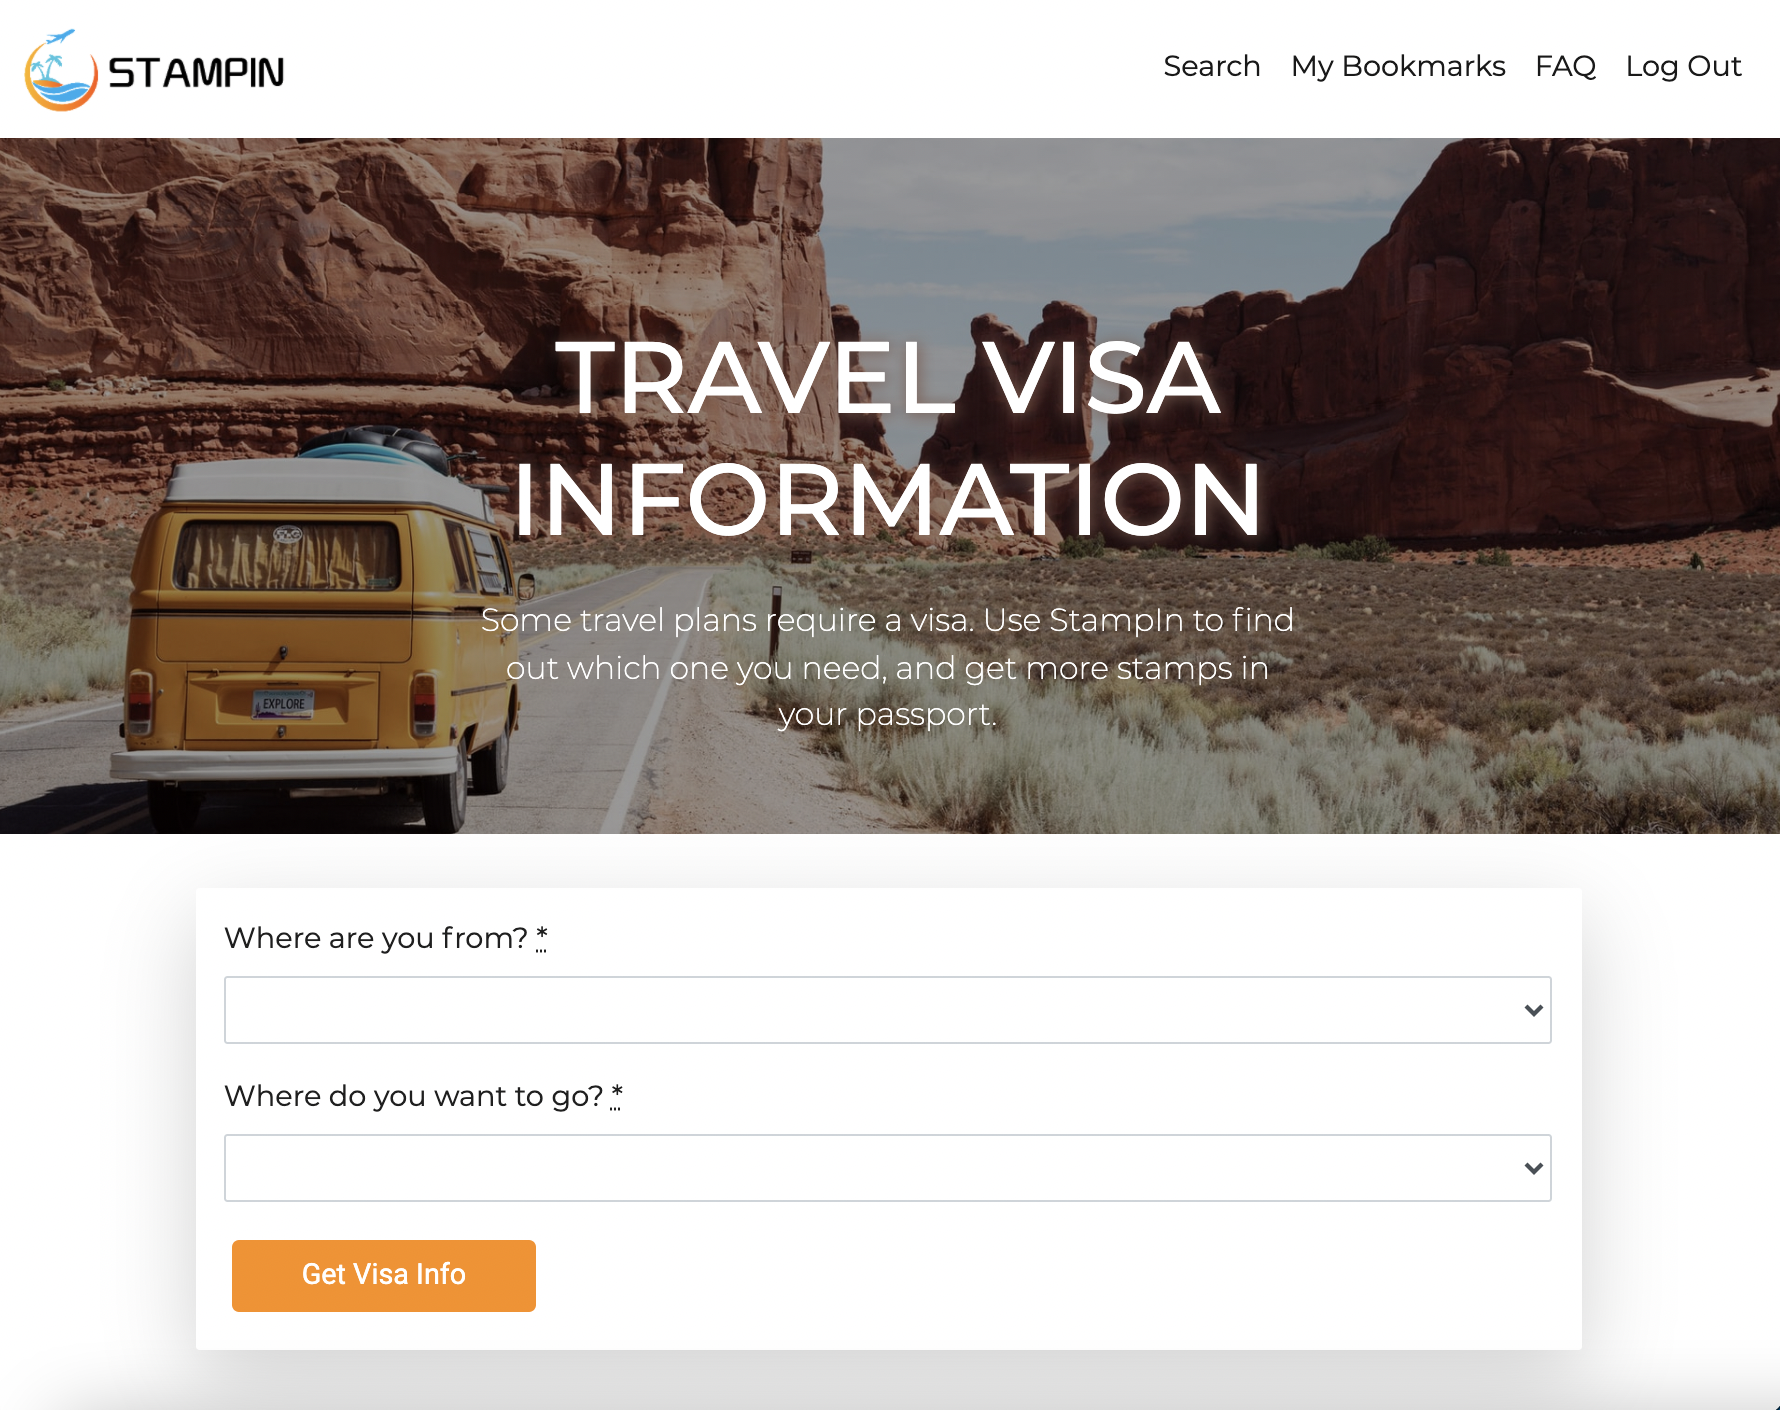 STAMPIN
Search My Bookmarks FAQ Log Out
TRAVEL VISA
INFORMATION
Some travel plans require a visa. Use StampIn to find
out which one you need, and get more stamps in
your passport.
EXPLORE
Where are you from? *
Where do you want to go? *
Get Visa Info